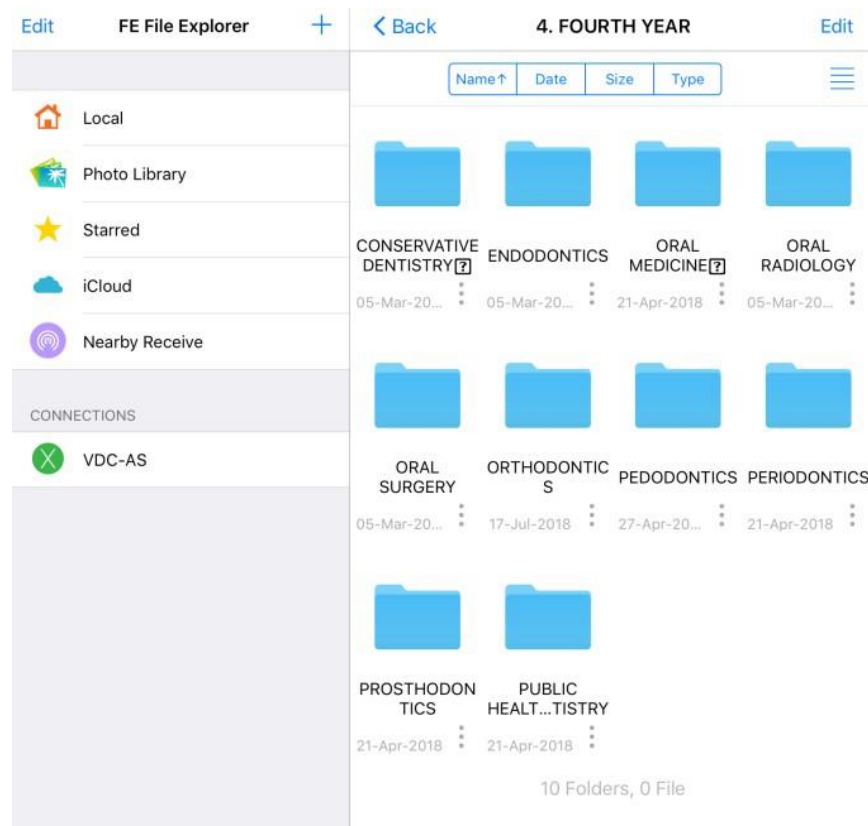 Edit FE File Explorer +
Local
Photo Library
Starred
iCloud
Nearby Receive
CONNECTIONS
VDC-AS
Back 4. FOURTH YEAR Edit
Name↑ Date Size Type
CONSERVATIVE
DENTISTRY?
05-Mar-20...
ENDODONTICS
05-Mar-20...
ORAL
MEDICINE?
21-Apr-2018
ORAL
RADIOLOGY
05-Mar-20...
ORAL
SURGERY
05-Mar-20...
ORTHODONTIC
S
17-Jul-2018
PEDODONTICS
27-Apr-20...
PERIODONTICS
21-Apr-2018
PROSTHODON
TICS
21-Apr-2018
PUBLIC
HEALT...TISTRY
21-Apr-2018
10 Folders, 0 File